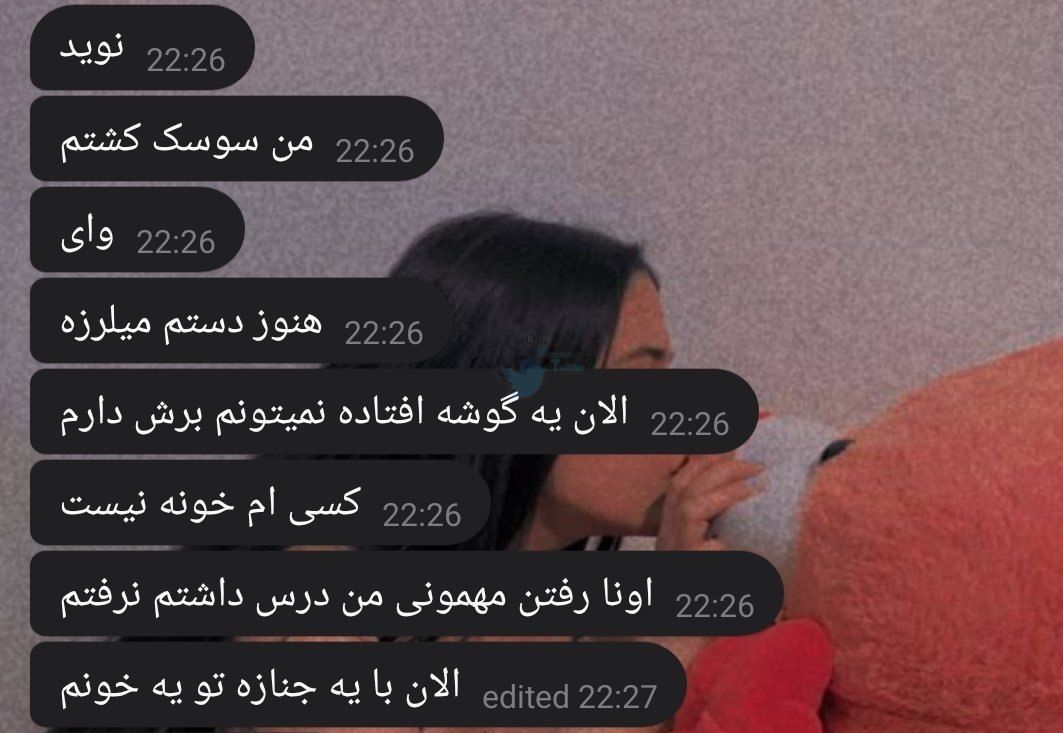 نوید 22:26
من سوسک کشتم 22:26
وای 22:26
هنوز دستم میلرزه 22:26
الان یه گوشه افتاده نمیتونم برش دارم 22:26
کسی ام خونه نیست 22:26
اونا رفتن مهمونی من درس داشتم نرفتم 22:26
الان با یه جنازه تو یه خونم edited 22:27